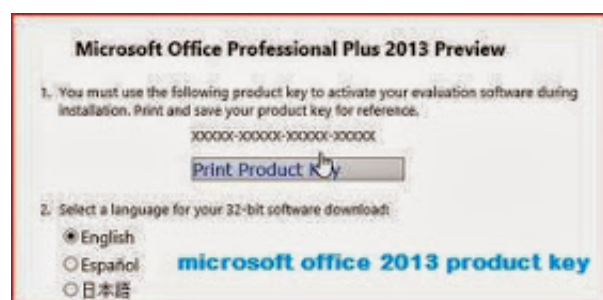 Microsoft Office Professional Plus 2013 Preview
1. You must use the following product key to activate your evaluation software during
installation. Print and save your product key for reference.
XXXXX-XXXXX-XXXXX-XXXXX
Print Product Key
2. Select a language for your 32-bit software download:
English
Español
microsoft office 2013 product key
日本語